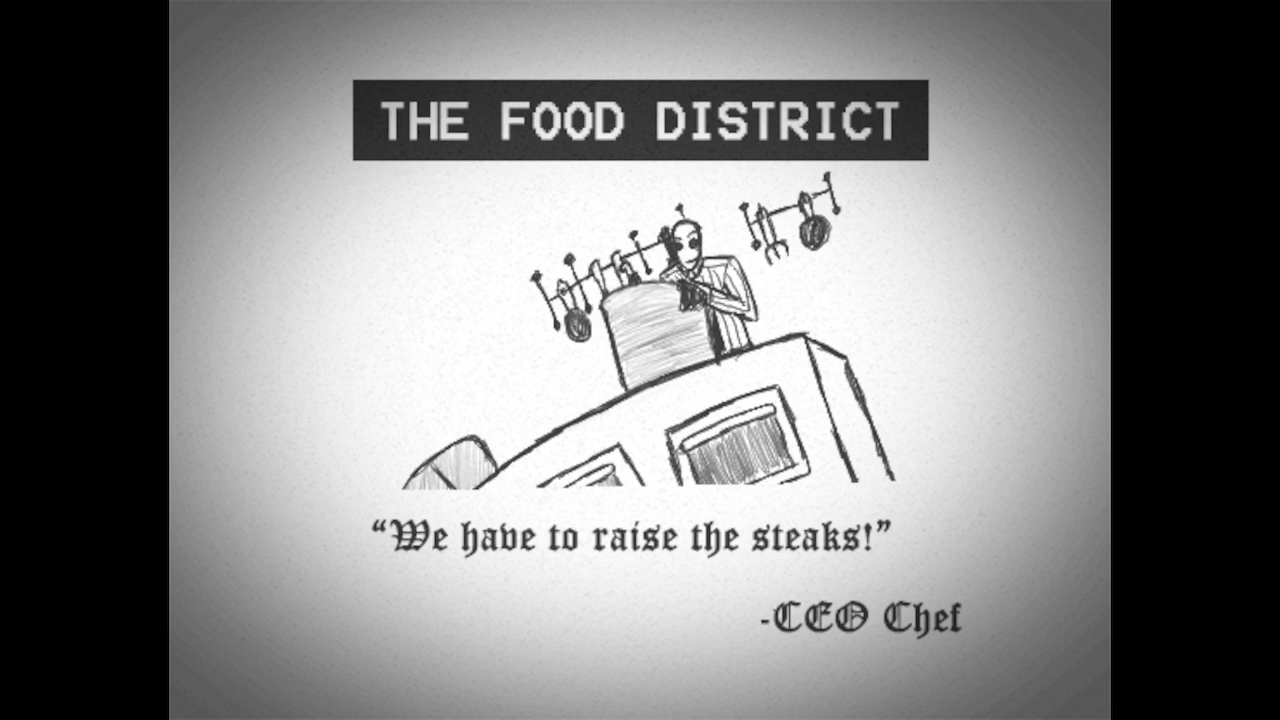 THE FOOD DISTRICT
“We have to raise the steaks!”
-CEO Chef